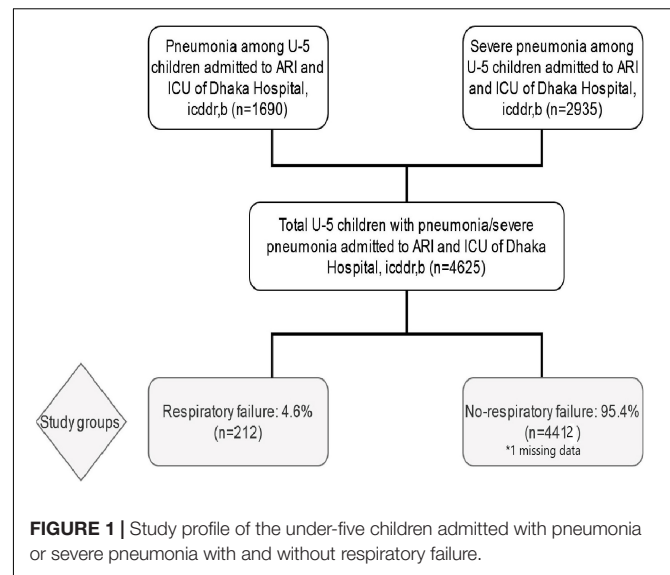 Pneumonia among U-5
children admitted to ARI and
ICU of Dhaka Hospital,
icddr,b (n=1690)
Severe pneumonia among
U-5 children admitted to ARI
and ICU of Dhaka Hospital,
icddr,b (n=2935)
Total U-5 children with pneumonia/severe
pneumonia admitted to ARI and ICU of Dhaka
Hospital, icddr,b (n=4625)
Study groups
Respiratory failure: 4.6%
(n=212)
No-respiratory failure: 95.4%
(n=4412)
*1 missing data
FIGURE 1 | Study profile of the under-five children admitted with pneumonia
or severe pneumonia with and without respiratory failure.